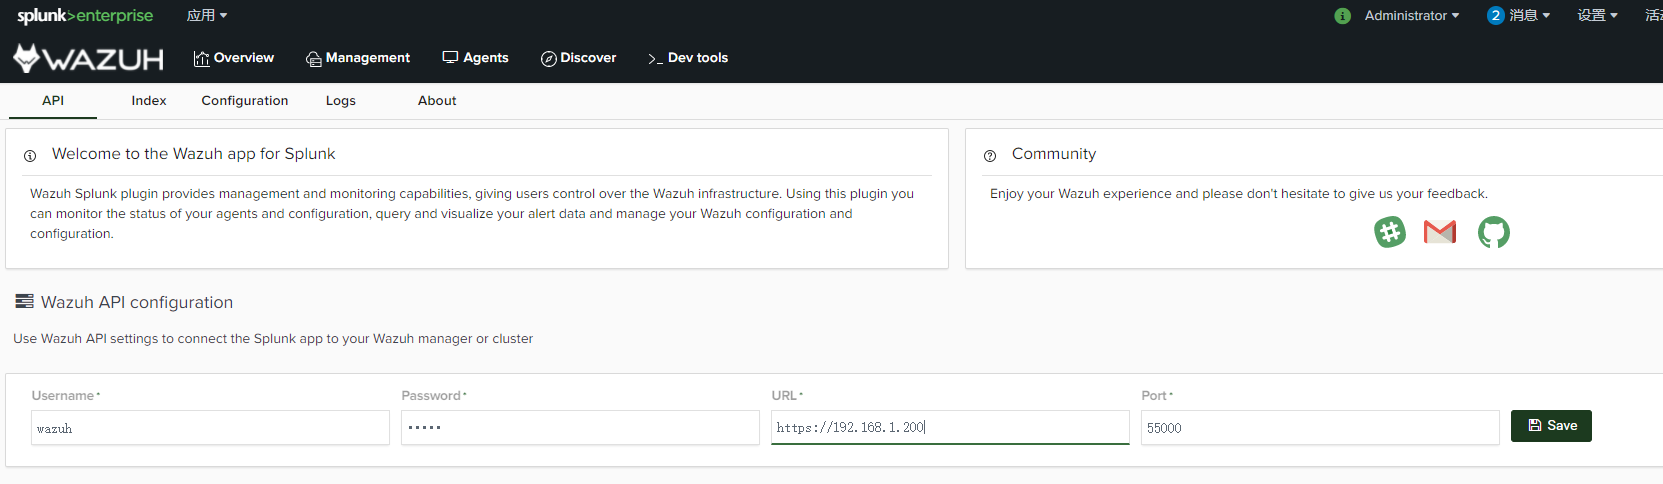 splunk>enterprise 应用 Administrator 2 消息 设置
WAZUH Overview Management Agents Discover >_ Dev tools
API Index Configuration Logs About
Welcome to the Wazuh app for Splunk
Wazuh Splunk plugin provides management and monitoring capabilities, giving users control over the Wazuh infrastructure. Using this plugin you
can monitor the status of your agents and configuration, query and visualize your alert data and manage your Wazuh configuration and
configuration.
Community
Enjoy your Wazuh experience and please don't hesitate to give us your feedback.
Wazuh API configuration
Use Wazuh API settings to connect the Splunk app to your Wazuh manager or cluster
Username* Password* URL* Port*
wazuh ••••• https://192.168.1.200 55000 Save